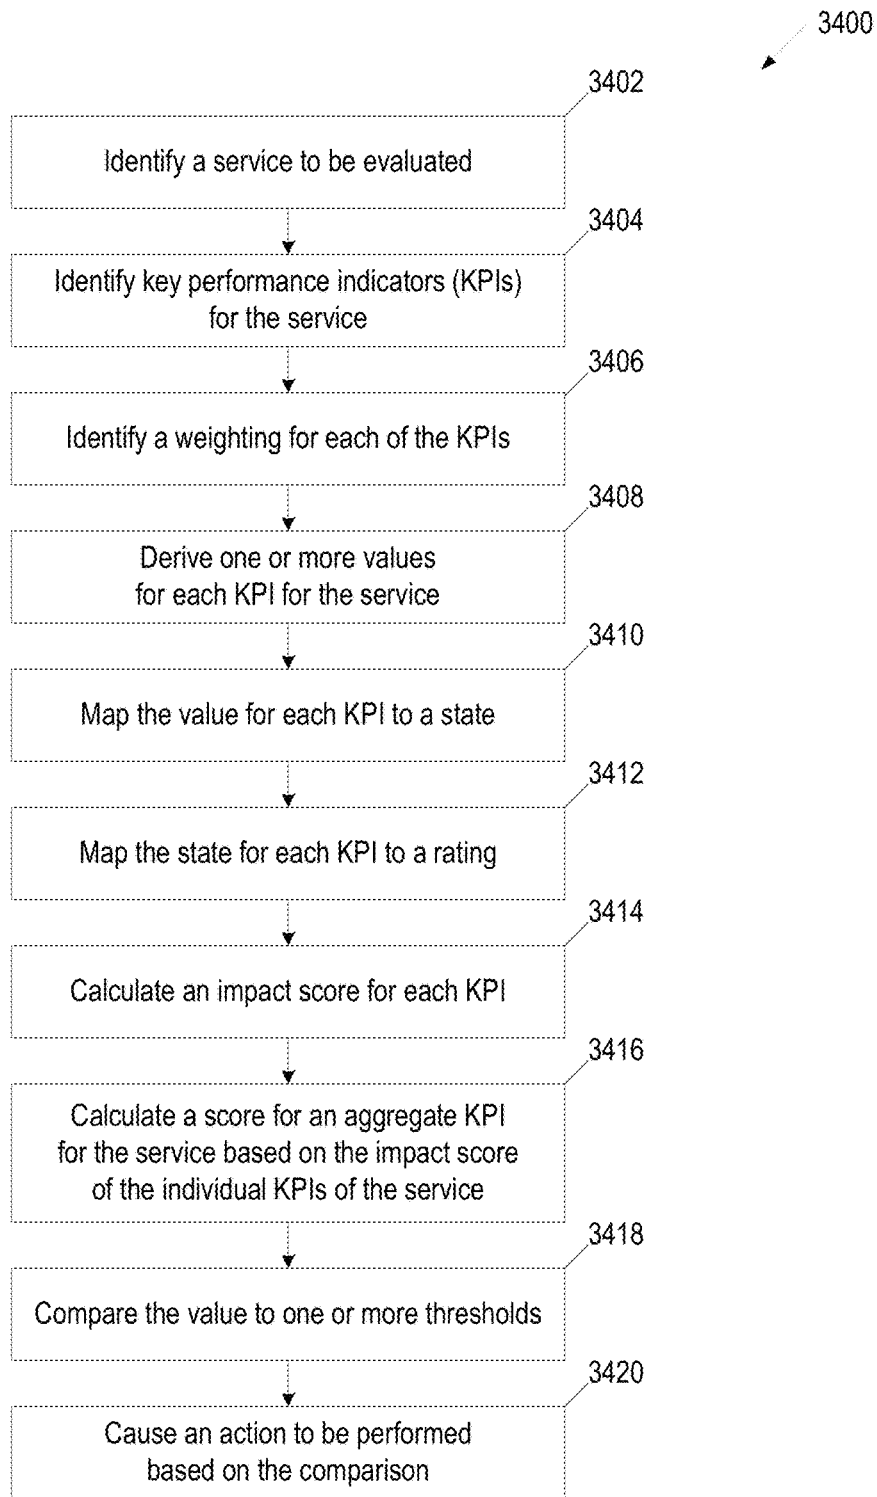 3400
3402
Identify a service to be evaluated
3404
Identify key performance indicators (KPIs)
for the service
3406
Identify a weighting for each of the KPIs
3408
Derive one or more values
for each KPI for the service
3410
Map the value for each KPI to a state
3412
Map the state for each KPI to a rating
3414
Calculate an impact score for each KPI
3416
Calculate a score for an aggregate KPI
for the service based on the impact score
of the individual KPIs of the service
3418
Compare the value to one or more thresholds
3420
Cause an action to be performed
based on the comparison